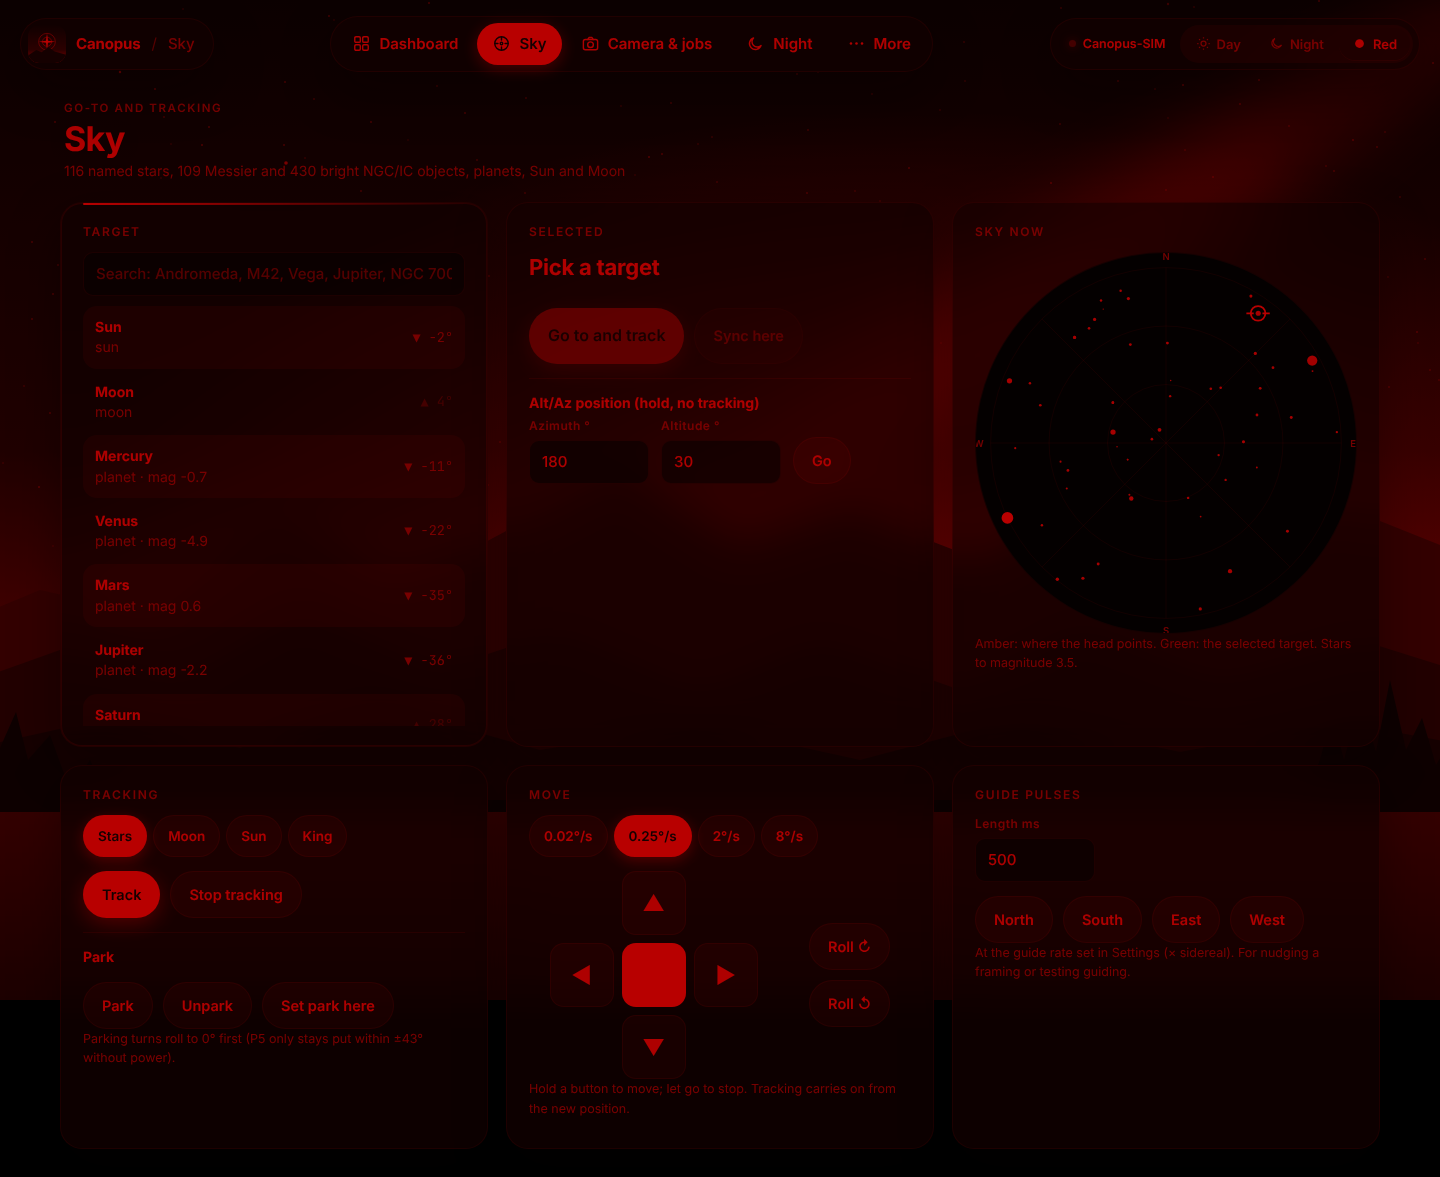 Canopus / Sky
Dashboard
Sky
Camera & jobs
Night
More
Canopus-SIM
Day
Night
Red
GO-TO AND TRACKING
Sky
116 named stars, 109 Messier and 430 bright NGC/IC objects, planets, Sun and Moon
TARGET
Search: Andromeda, M42, Vega, Jupiter, NGC 700
Sun
sun
▼ -2°
Moon
moon
▲ 4°
Mercury
planet · mag -0.7
▼ -11°
Venus
planet · mag -4.9
▼ -22°
Mars
planet · mag 0.6
▼ -35°
Jupiter
planet · mag -2.2
▼ -36°
Saturn
SELECTED
Pick a target
Go to and track
Sync here
Alt/Az position (hold, no tracking)
Azimuth °
Altitude °
180
30
Go
SKY NOW
N
W
E
S
Amber: where the head points. Green: the selected target. Stars
to magnitude 3.5.
TRACKING
Stars
Moon
Sun
King
Track
Stop tracking
Park
Park
Unpark
Set park here
Parking turns roll to 0° first (P5 only stays put within ±43°
without power).
MOVE
0.02°/s
0.25°/s
2°/s
8°/s
▲
◀
▶
▼
Roll ↻
Roll ↺
Hold a button to move; let go to stop. Tracking carries on from
the new position.
GUIDE PULSES
Length ms
500
North
South
East
West
At the guide rate set in Settings (× sidereal). For nudging a
framing or testing guiding.